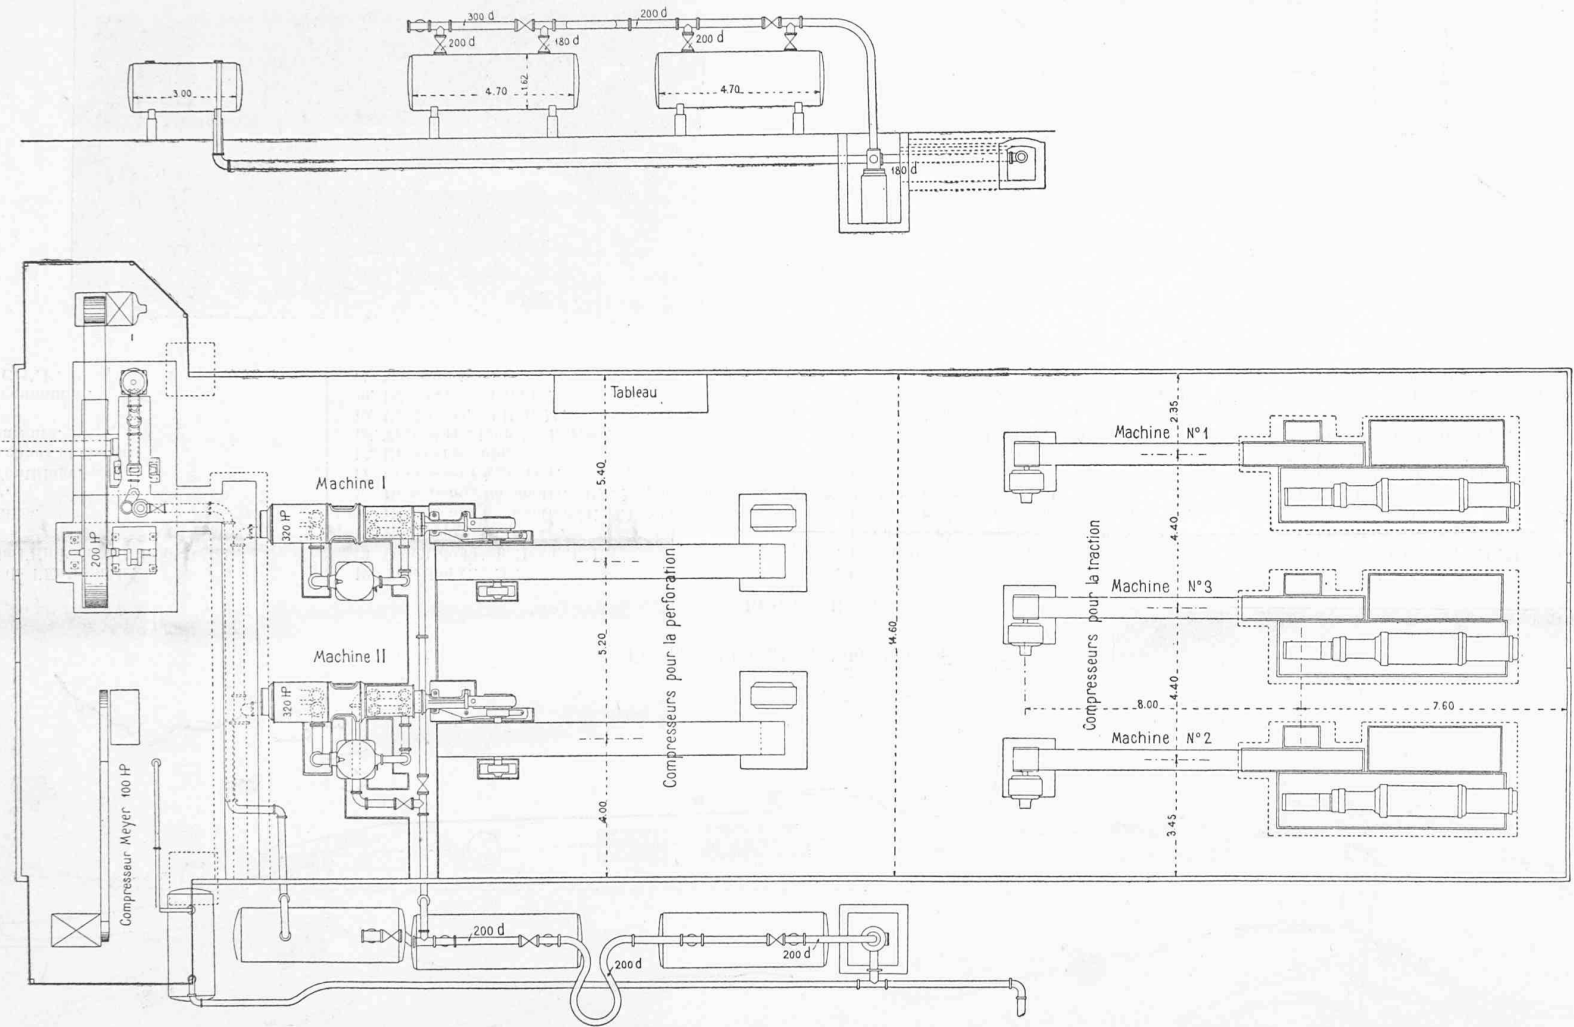 300 d
200 d
200 d
180 d
200 d
3.00
4.70
1.62
4.70
180 d
Tableau
5.40
2.35
Machine N°1
Machine I
320 HP
200 HP
4.40
Compresseurs pour la perforation
Compresseurs pour la traction
Machine N°3
5.20
14.60
Machine II
320 HP
4.40
8.00
7.60
Machine N°2
4.00
3.45
Compresseur Meyer 100 HP
200 d
200 d
200 d